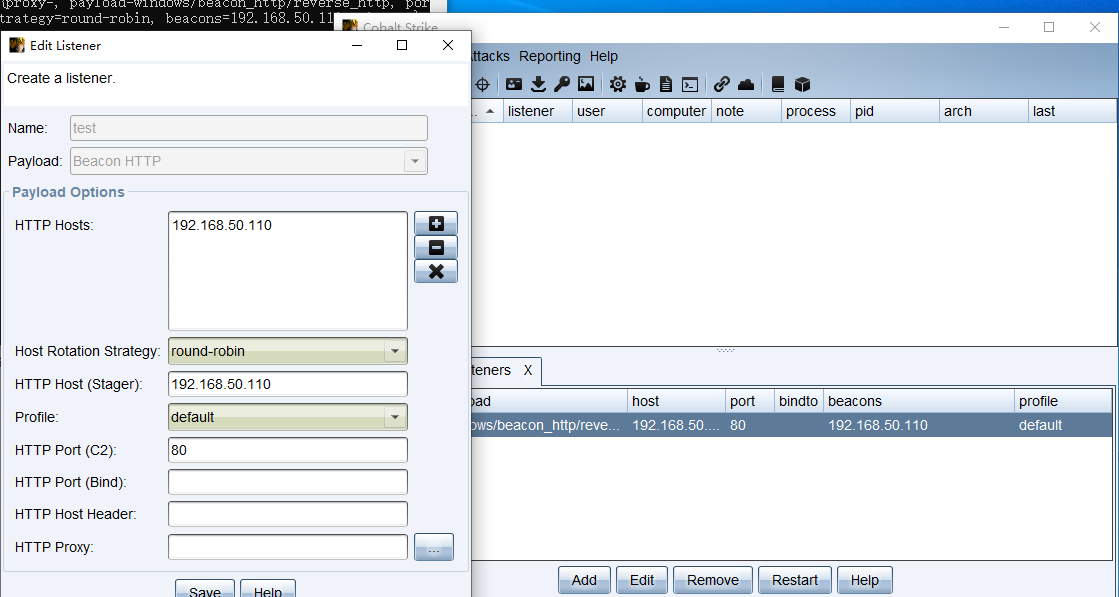 (proxy-, payload-windows/beacon_http/reverse_http, por
trategy=round-robin, beacons=192.168.50.11
Cobalt Strike
Edit Listener
Attacks Reporting Help
Create a listener.
listener user computer note process pid arch last
Name: test
Payload: Beacon HTTP
Payload Options
HTTP Hosts: 192.168.50.110
Host Rotation Strategy: round-robin
teners X
HTTP Host (Stager): 192.168.50.110
oad host port bindto beacons profile
Profile: default
ows/beacon_http/reve... 192.168.50.... 80 192.168.50.110 default
HTTP Port (C2): 80
HTTP Port (Bind):
HTTP Host Header:
HTTP Proxy: ...
Save Help
Add Edit Remove Restart Help